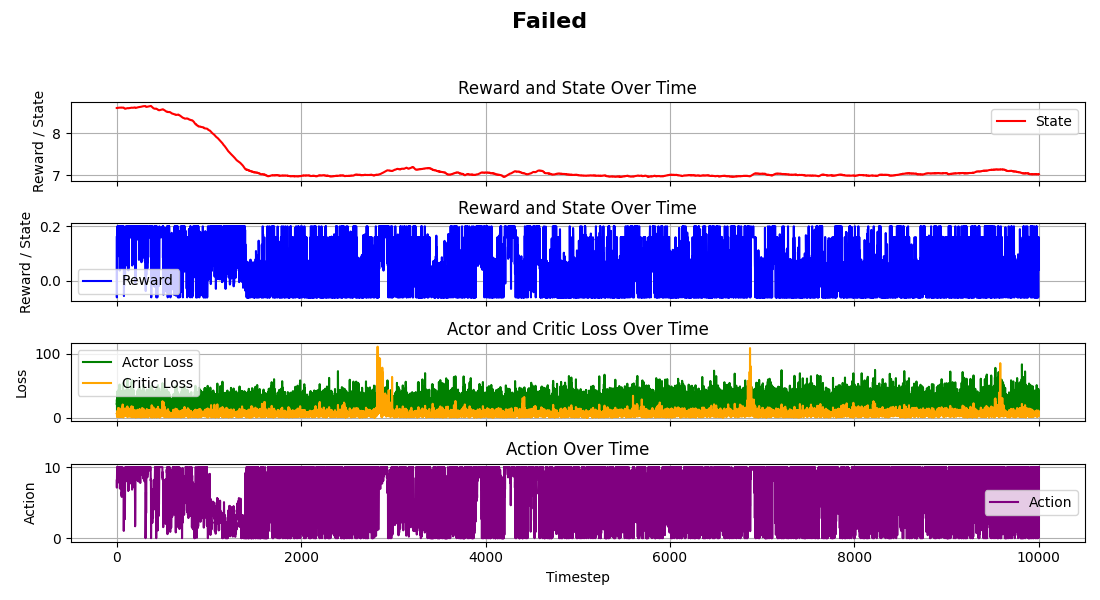 Failed
Reward and State Over Time
Reward / State
8
7
State
Reward and State Over Time
Reward / State
0.2
0.0
Reward
Actor and Critic Loss Over Time
Loss
100
0
Actor Loss
Critic Loss
Action Over Time
Action
10
0
Action
0 2000 4000 6000 8000 10000
Timestep